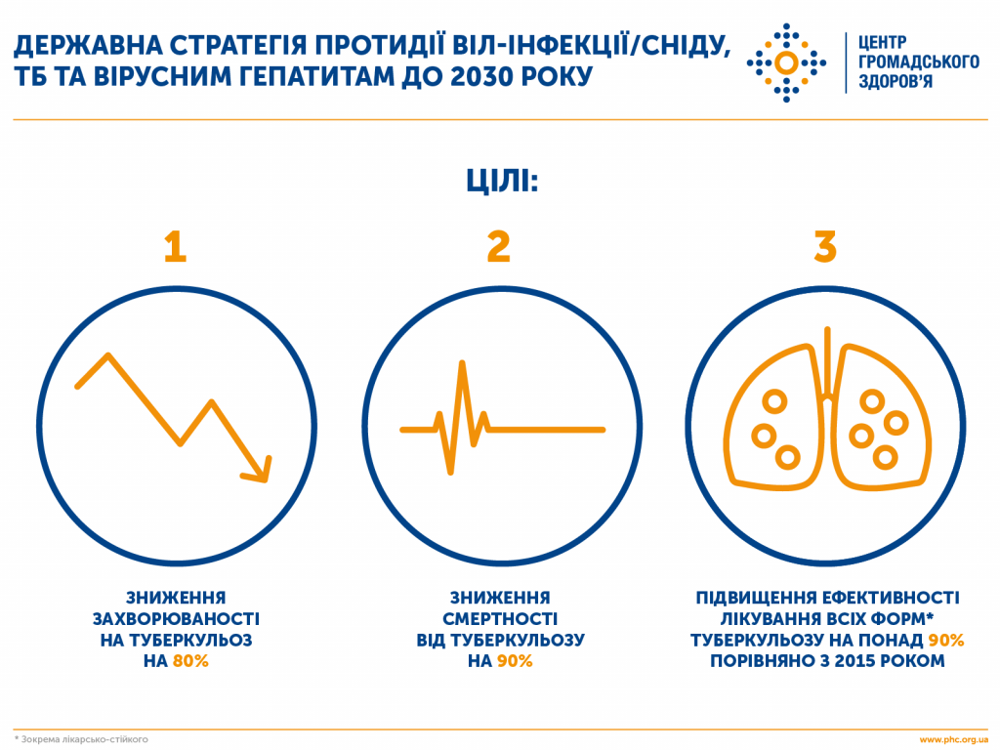 ДЕРЖАВНА СТРАТЕГІЯ ПРОТИДІЇ ВІЛ-ІНФЕКЦІЇ/СНІДУ,
ТБ ТА ВІРУСНИМ ГЕПАТИТАМ ДО 2030 РОКУ
ЦЕНТР
ГРОМАДСЬКОГО
ЗДОРОВ'Я
ЦІЛІ:
1
2
3
ЗНИЖЕННЯ
ЗАХВОРЮВАНОСТІ
НА ТУБЕРКУЛЬОЗ
НА 80%
ЗНИЖЕННЯ
СМЕРТНОСТІ
ВІД ТУБЕРКУЛЬОЗУ
НА 90%
ПІДВИЩЕННЯ ЕФЕКТИВНОСТІ
ЛІКУВАННЯ ВСІХ ФОРМ*
ТУБЕРКУЛЬОЗУ НА ПОНАД 90%
ПОРІВНЯНО З 2015 РОКОМ
* Зокрема лікарсько-стійкого
www.phc.org.ua